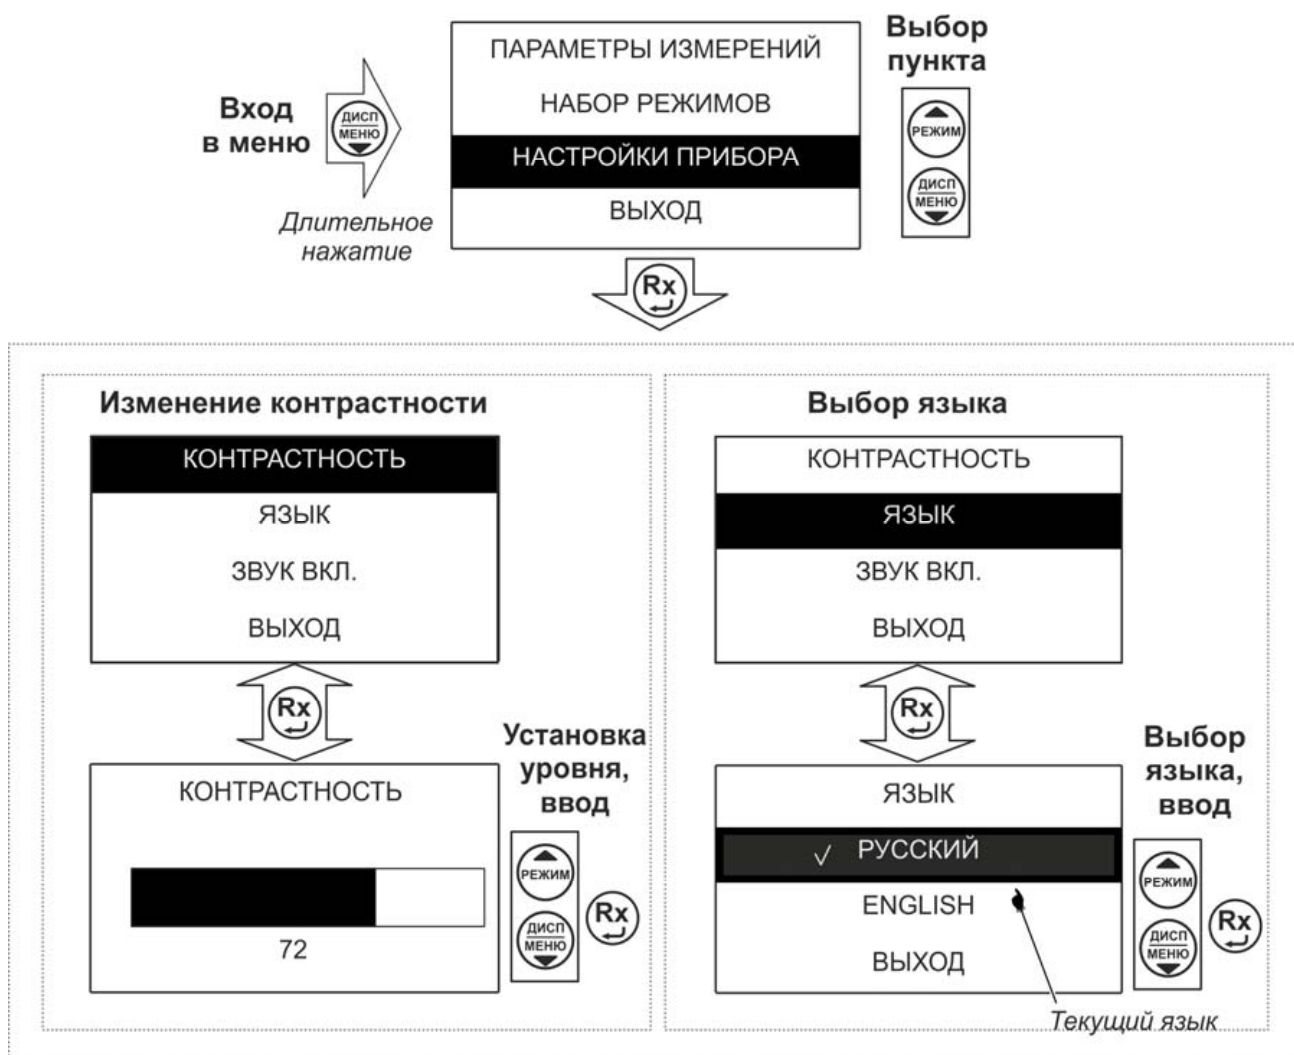 Вход
в меню
ДИСП
МЕНЮ
Длительное
нажатие
ПАРАМЕТРЫ ИЗМЕРЕНИЙ
НАБОР РЕЖИМОВ
НАСТРОЙКИ ПРИБОРА
ВЫХОД
Выбор
пункта
РЕЖИМ
ДИСП
МЕНЮ
Rx
Изменение контрастности
КОНТРАСТНОСТЬ
ЯЗЫК
ЗВУК ВКЛ.
ВЫХОД
Rx
КОНТРАСТНОСТЬ
72
Установка
уровня,
ввод
РЕЖИМ
ДИСП
МЕНЮ
Rx
Выбор языка
КОНТРАСТНОСТЬ
ЯЗЫК
ЗВУК ВКЛ.
ВЫХОД
Rx
ЯЗЫК
✓ РУССКИЙ
ENGLISH
ВЫХОД
Выбор
языка,
ввод
РЕЖИМ
ДИСП
МЕНЮ
Rx
Текущий язык